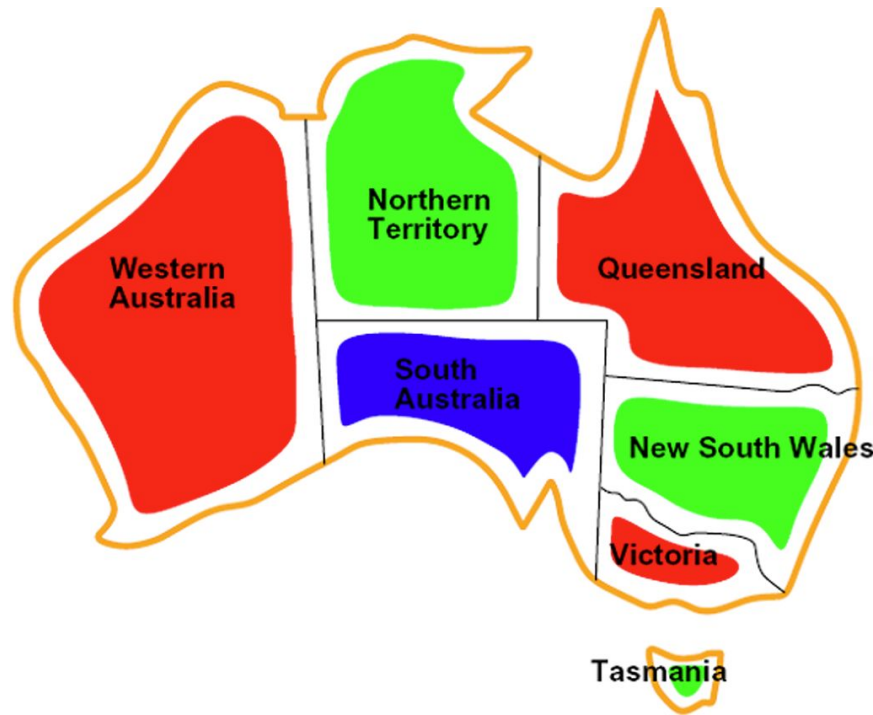 Northern
Territory
Western
Australia
Queensland
South
Australia
New South Wales
Victoria
Tasmania